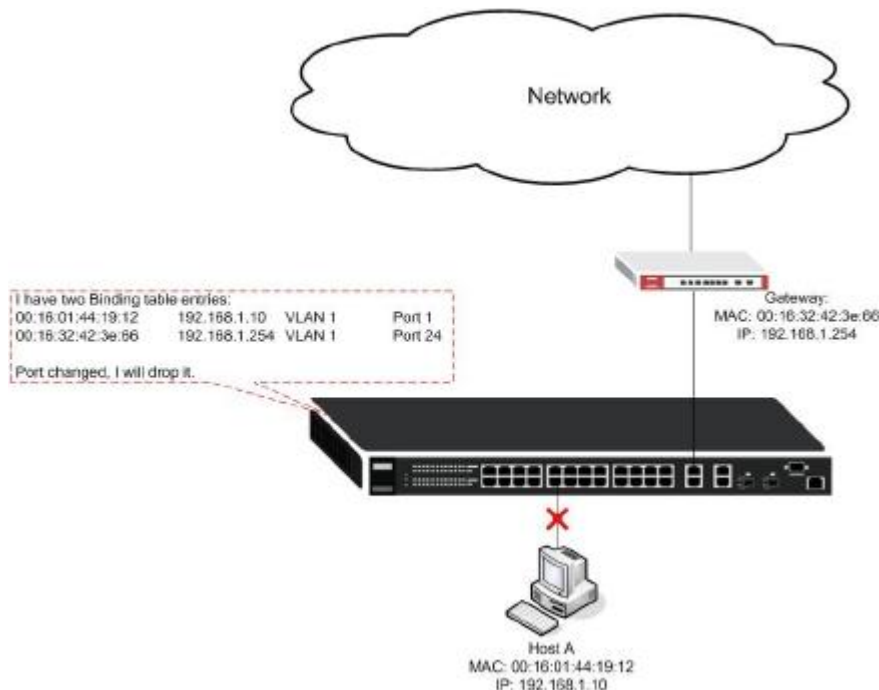 Network
I have two Binding table entries:
00:16:01:44:19:12 192.168.1.10 VLAN 1 Port 1
00:16:32:42:3e:66 192.168.1.254 VLAN 1 Port 24
Port changed, I will drop it.
Gateway:
MAC: 00:16:32:42:3e:66
IP: 192.168.1.254
Host A
MAC: 00:16:01:44:19:12
IP: 192.168.1.10